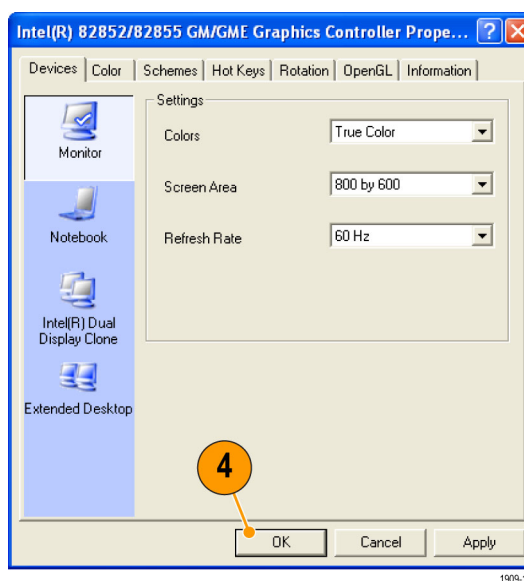 Intel(R) 82852/82855 GM/GME Graphics Controller Prope...
Devices Color Schemes Hot Keys Rotation OpenGL Information
Settings
Monitor
Colors True Color
Screen Area 800 by 600
Notebook
Refresh Rate 60 Hz
Intel(R) Dual
Display Clone
Extended Desktop
4
OK Cancel Apply